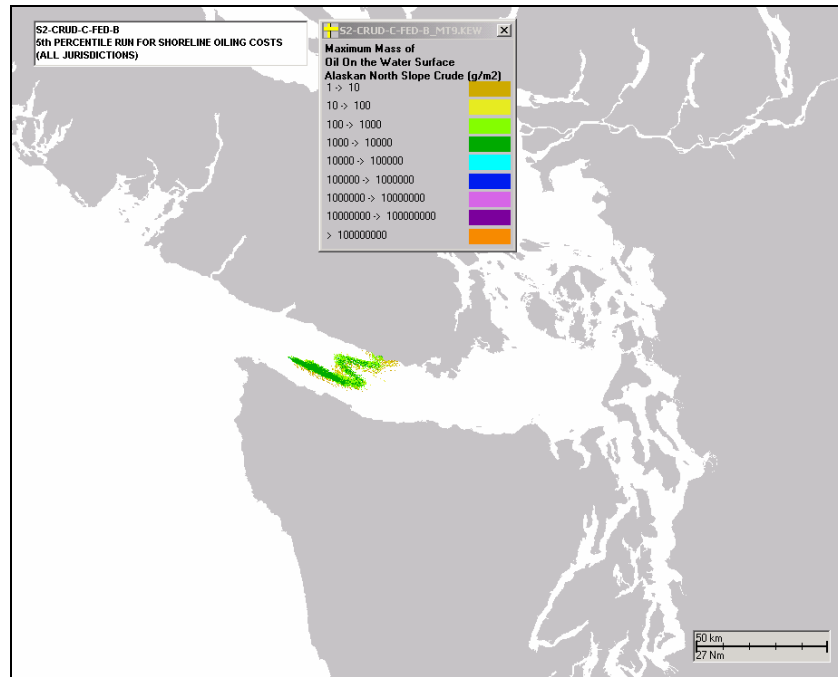 S2-CRUD-C-FED-B
5th PERCENTILE RUN FOR SHORELINE OILING COSTS
(ALL JURISDICTIONS)
S2-CRUD-C-FED-B_MT9.KEW
Maximum Mass of
Oil On the Water Surface
Alaskan North Slope Crude (g/m2)
1 -> 10
10 -> 100
100 -> 1000
1000 -> 10000
10000 -> 100000
100000 -> 1000000
1000000 -> 10000000
10000000 -> 100000000
> 100000000
50 km
27 Nm